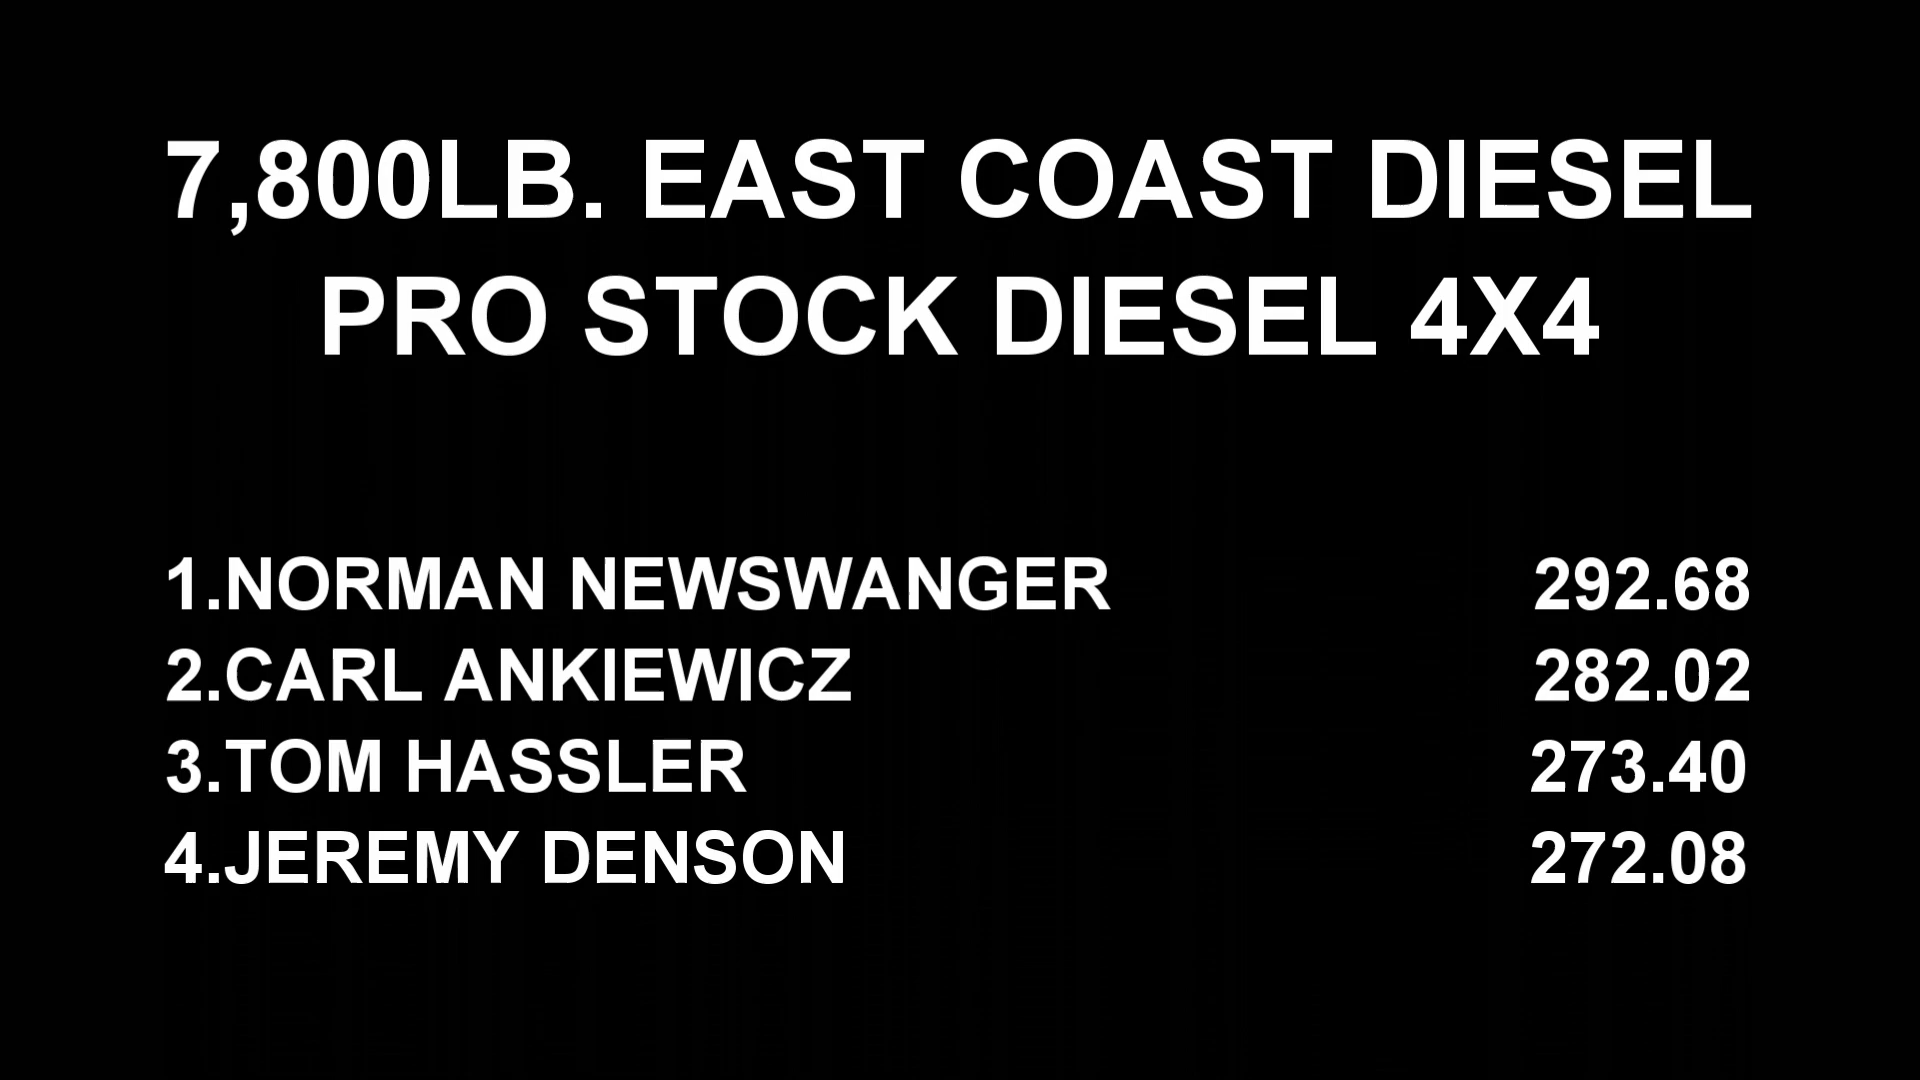 7,800LB. EAST COAST DIESEL
PRO STOCK DIESEL 4X4
1.NORMAN NEWSWANGER 292.68
2.CARL ANKIEWICZ 282.02
3.TOM HASSLER 273.40
4.JEREMY DENSON 272.08